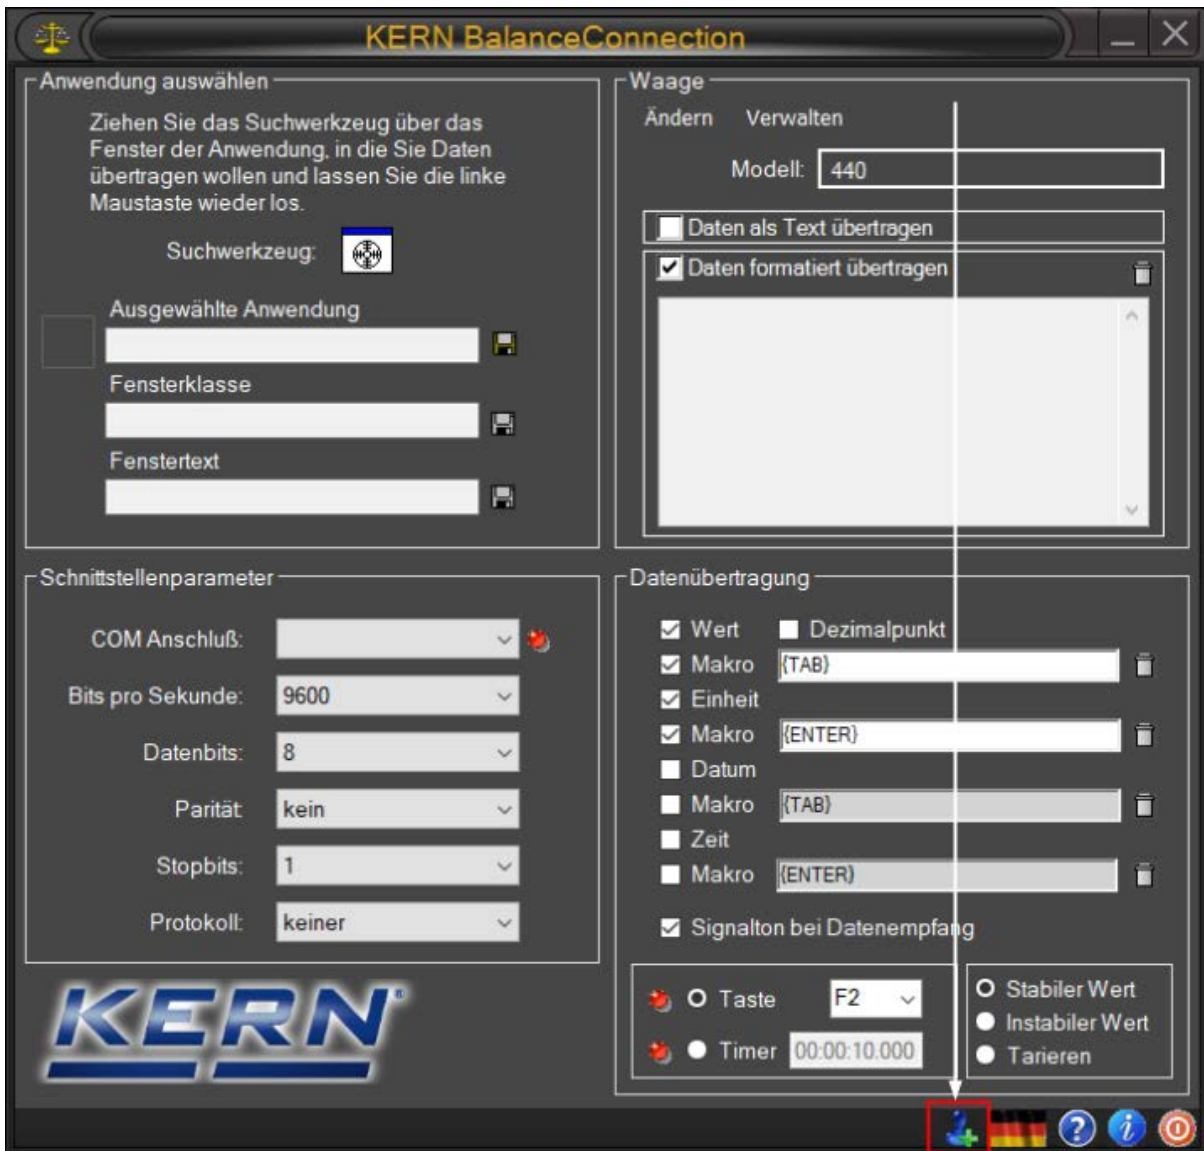 KERN BalanceConnection
Anwendung auswählen
Ziehen Sie das Suchwerkzeug über das
Fenster der Anwendung, in die Sie Daten
übertragen wollen und lassen Sie die linke
Maustaste wieder los.
Suchwerkzeug:
Ausgewählte Anwendung
Fensterklasse
Fenstertext
Waage
Ändern Verwalten
Modell: 440
Daten als Text übertragen
Daten formatiert übertragen
Schnittstellenparameter
COM Anschluß:
Bits pro Sekunde: 9600
Datenbits: 8
Parität: kein
Stopbits: 1
Protokoll: keiner
KERN®
Datenübertragung
Wert Dezimalpunkt
Makro {TAB}
Einheit
Makro {ENTER}
Datum
Makro {TAB}
Zeit
Makro {ENTER}
Signalton bei Datenempfang
Taste F2
Timer 00:00:10.000
Stabiler Wert
Instabiler Wert
Tarieren